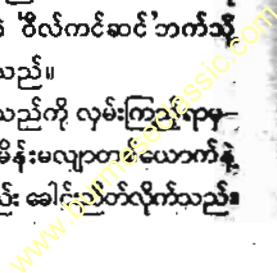 'ဝီလ်ကင်ဆင်'ဘက်သို့
သည်။
သည်ကို လှမ်းကြည့်ရာမှ
မိန်းမလျာတစ်ယောက်နဲ့
ခေါင်းညိတ်လိုက်သည်။
www.burmeseclassic.com